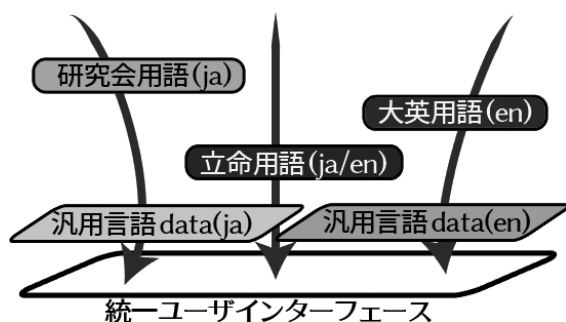 研究会用語(ja)
大英用語(en)
立命用語(ja/en)
汎用言語data(ja)
汎用言語data(en)
統一ユーザインターフェース